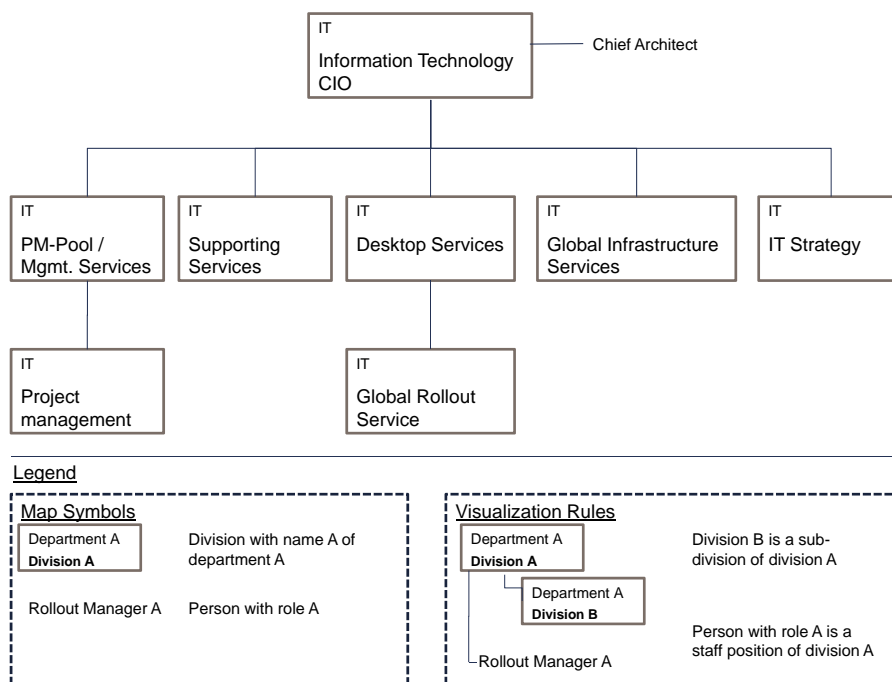 IT
Information Technology
CIO
Chief Architect
IT
PM-Pool /
Mgmt. Services
IT
Supporting
Services
IT
Desktop Services
IT
Global Infrastructure
Services
IT
IT Strategy
IT
Project
management
IT
Global Rollout
Service
Legend
Map Symbols
Department A
Division A
Division with name A of
department A
Rollout Manager A
Person with role A
Visualization Rules
Department A
Division A
Division B is a sub-
division of division A
Department A
Division B
Person with role A is a
staff position of division A
Rollout Manager A